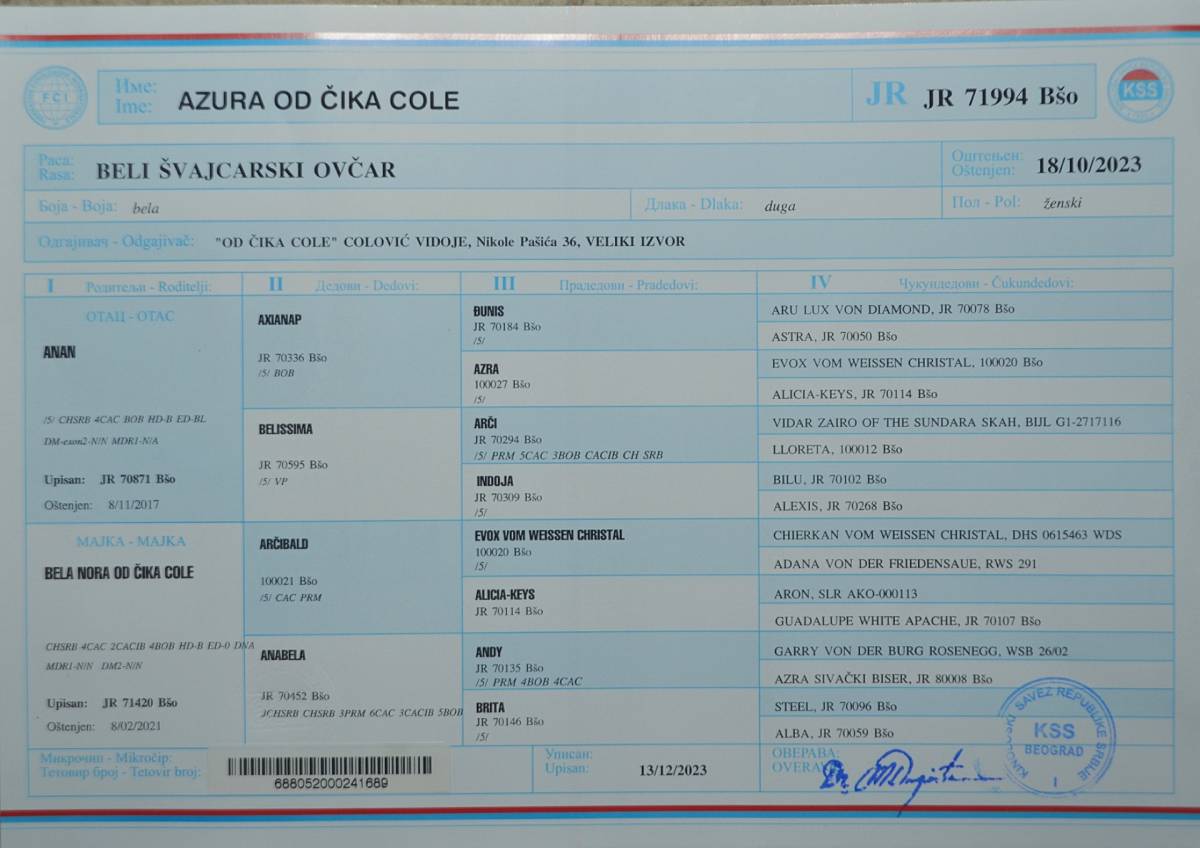 FCI
Име:
Ime:
AZURA OD ČIKA COLE
JR
JR 71994 Bšo
KSS
Раса:
Rasa:
BELI ŠVAJCARSKI OVČAR
Оштењен:
Oštenjen:
18/10/2023
Боја - Boja:
bela
Длака - Dlaka:
duga
Пол - Pol:
ženski
Одгајивач - Odgajivač:
"OD ČIKA COLE" COLOVIĆ VIDOJE, Nikole Pašića 36, VELIKI IZVOR
I
Родитељи - Roditelji:
II
Дедови - Dedovi:
III
Прадедови - Pradedovi:
IV
Чукундедови - Čukundedovi:
ОТАЦ - OTAC
ANAN
/5/ CHSRB 4CAC BOB HD-B ED-BL
DM-exon2-N/N MDR1-N/A
Upisan: JR 70871 Bšo
Oštenjen: 8/11/2017
МАЈКА - MAJKA
BELA NORA OD ČIKA COLE
CHSRB 4CAC 2CACIB 4BOB HD-B ED-0 DNA
MDR1-N/N DM2-N/N
Upisan: JR 71420 Bšo
Oštenjen: 8/02/2021
AXIANAP
JR 70336 Bšo
/5/ BOB
BELISSIMA
JR 70595 Bšo
/5/ VP
ARČIBALD
100021 Bšo
/5/ CAC PRM
ANABELA
JR 70452 Bšo
JCHSRB CHSRB 3PRM 6CAC 3CACIB 5BOB
ĐUNIS
JR 70184 Bšo
/5/
AZRA
100027 Bšo
/5/
ARČI
JR 70294 Bšo
/5/ PRM 5CAC 3BOB CACIB CH SRB
INDOJA
JR 70309 Bšo
/5/
EVOX VOM WEISSEN CHRISTAL
100020 Bšo
/5/
ALICIA-KEYS
JR 70114 Bšo
ANDY
JR 70135 Bšo
/5/ PRM 4BOB 4CAC
BRITA
JR 70146 Bšo
/5/
ARU LUX VON DIAMOND, JR 70078 Bšo
ASTRA, JR 70050 Bšo
EVOX VOM WEISSEN CHRISTAL, 100020 Bšo
ALICIA-KEYS, JR 70114 Bšo
VIDAR ZAIRO OF THE SUNDARA SKAH, BIJL G1-2717116
LLORETA, 100012 Bšo
BILU, JR 70102 Bšo
ALEXIS, JR 70268 Bšo
CHIERKAN VOM WEISSEN CHRISTAL, DHS 0615463 WDS
ADANA VON DER FRIEDENSAUE, RWS 291
ARON, SLR AKO-000113
GUADALUPE WHITE APACHE, JR 70107 Bšo
GARRY VON DER BURG ROSENEGG, WSB 26/02
AZRA SIVAČKI BISER, JR 80008 Bšo
STEEL, JR 70096 Bšo
ALBA, JR 70059 Bšo
Микрочип - Mikročip:
Тетовир број - Tetovir broj:
688052000241689
Уписан:
Upisan:
13/12/2023
ОВЕРАВА:
KINOLOŠKI SAVEZ REPUBLIKE SRBIJE
KSS
BEOGRAD
1